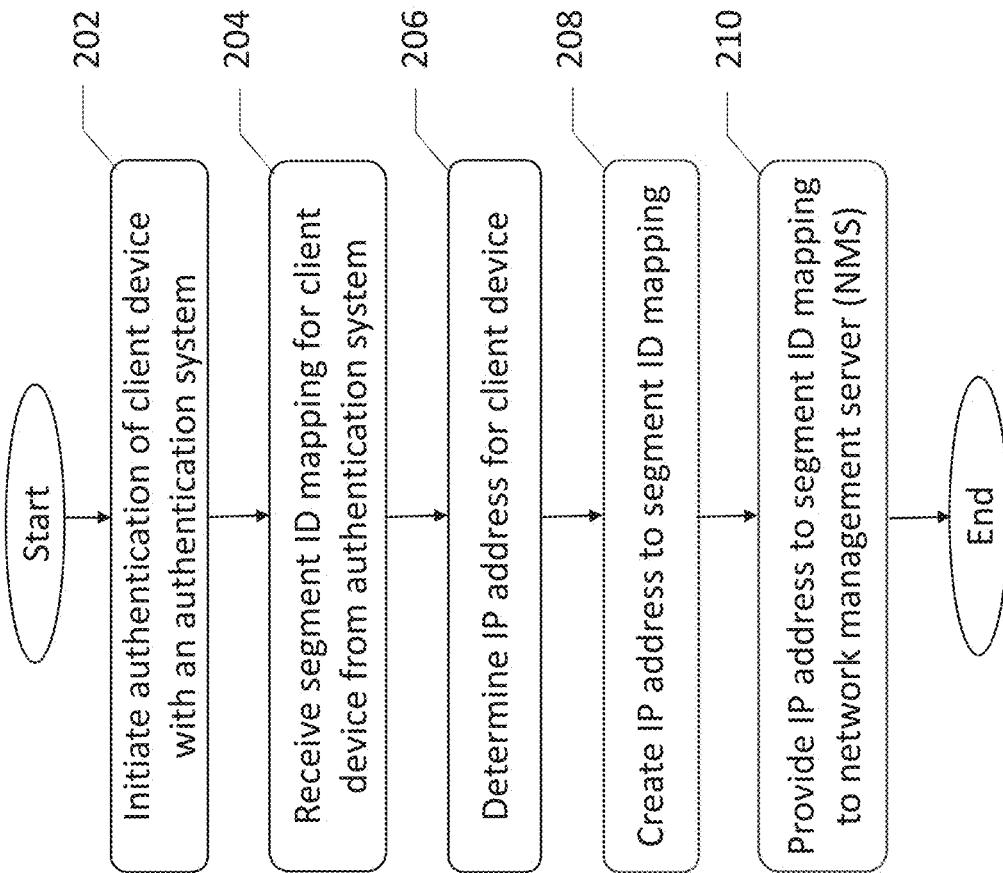 Start
202
Initiate authentication of client device
with an authentication system
204
Receive segment ID mapping for client
device from authentication system
206
Determine IP address for client device
208
Create IP address to segment ID mapping
210
Provide IP address to segment ID mapping
to network management server (NMS)
End